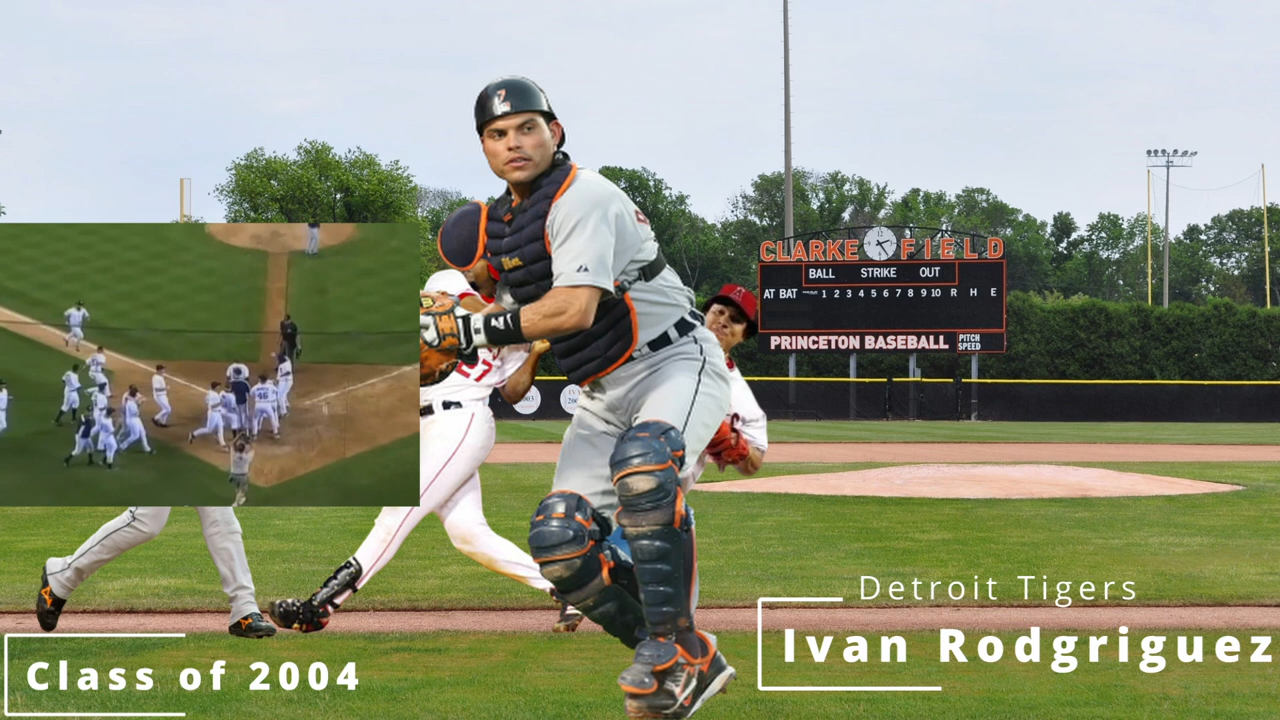 CLARKE FIELD
BALL STRIKE OUT
AT BAT 1 2 3 4 5 6 7 8 9 10 R H E
PRINCETON BASEBALL PITCH SPEED
46
Detroit Tigers
Ivan Rodgriguez
Class of 2004